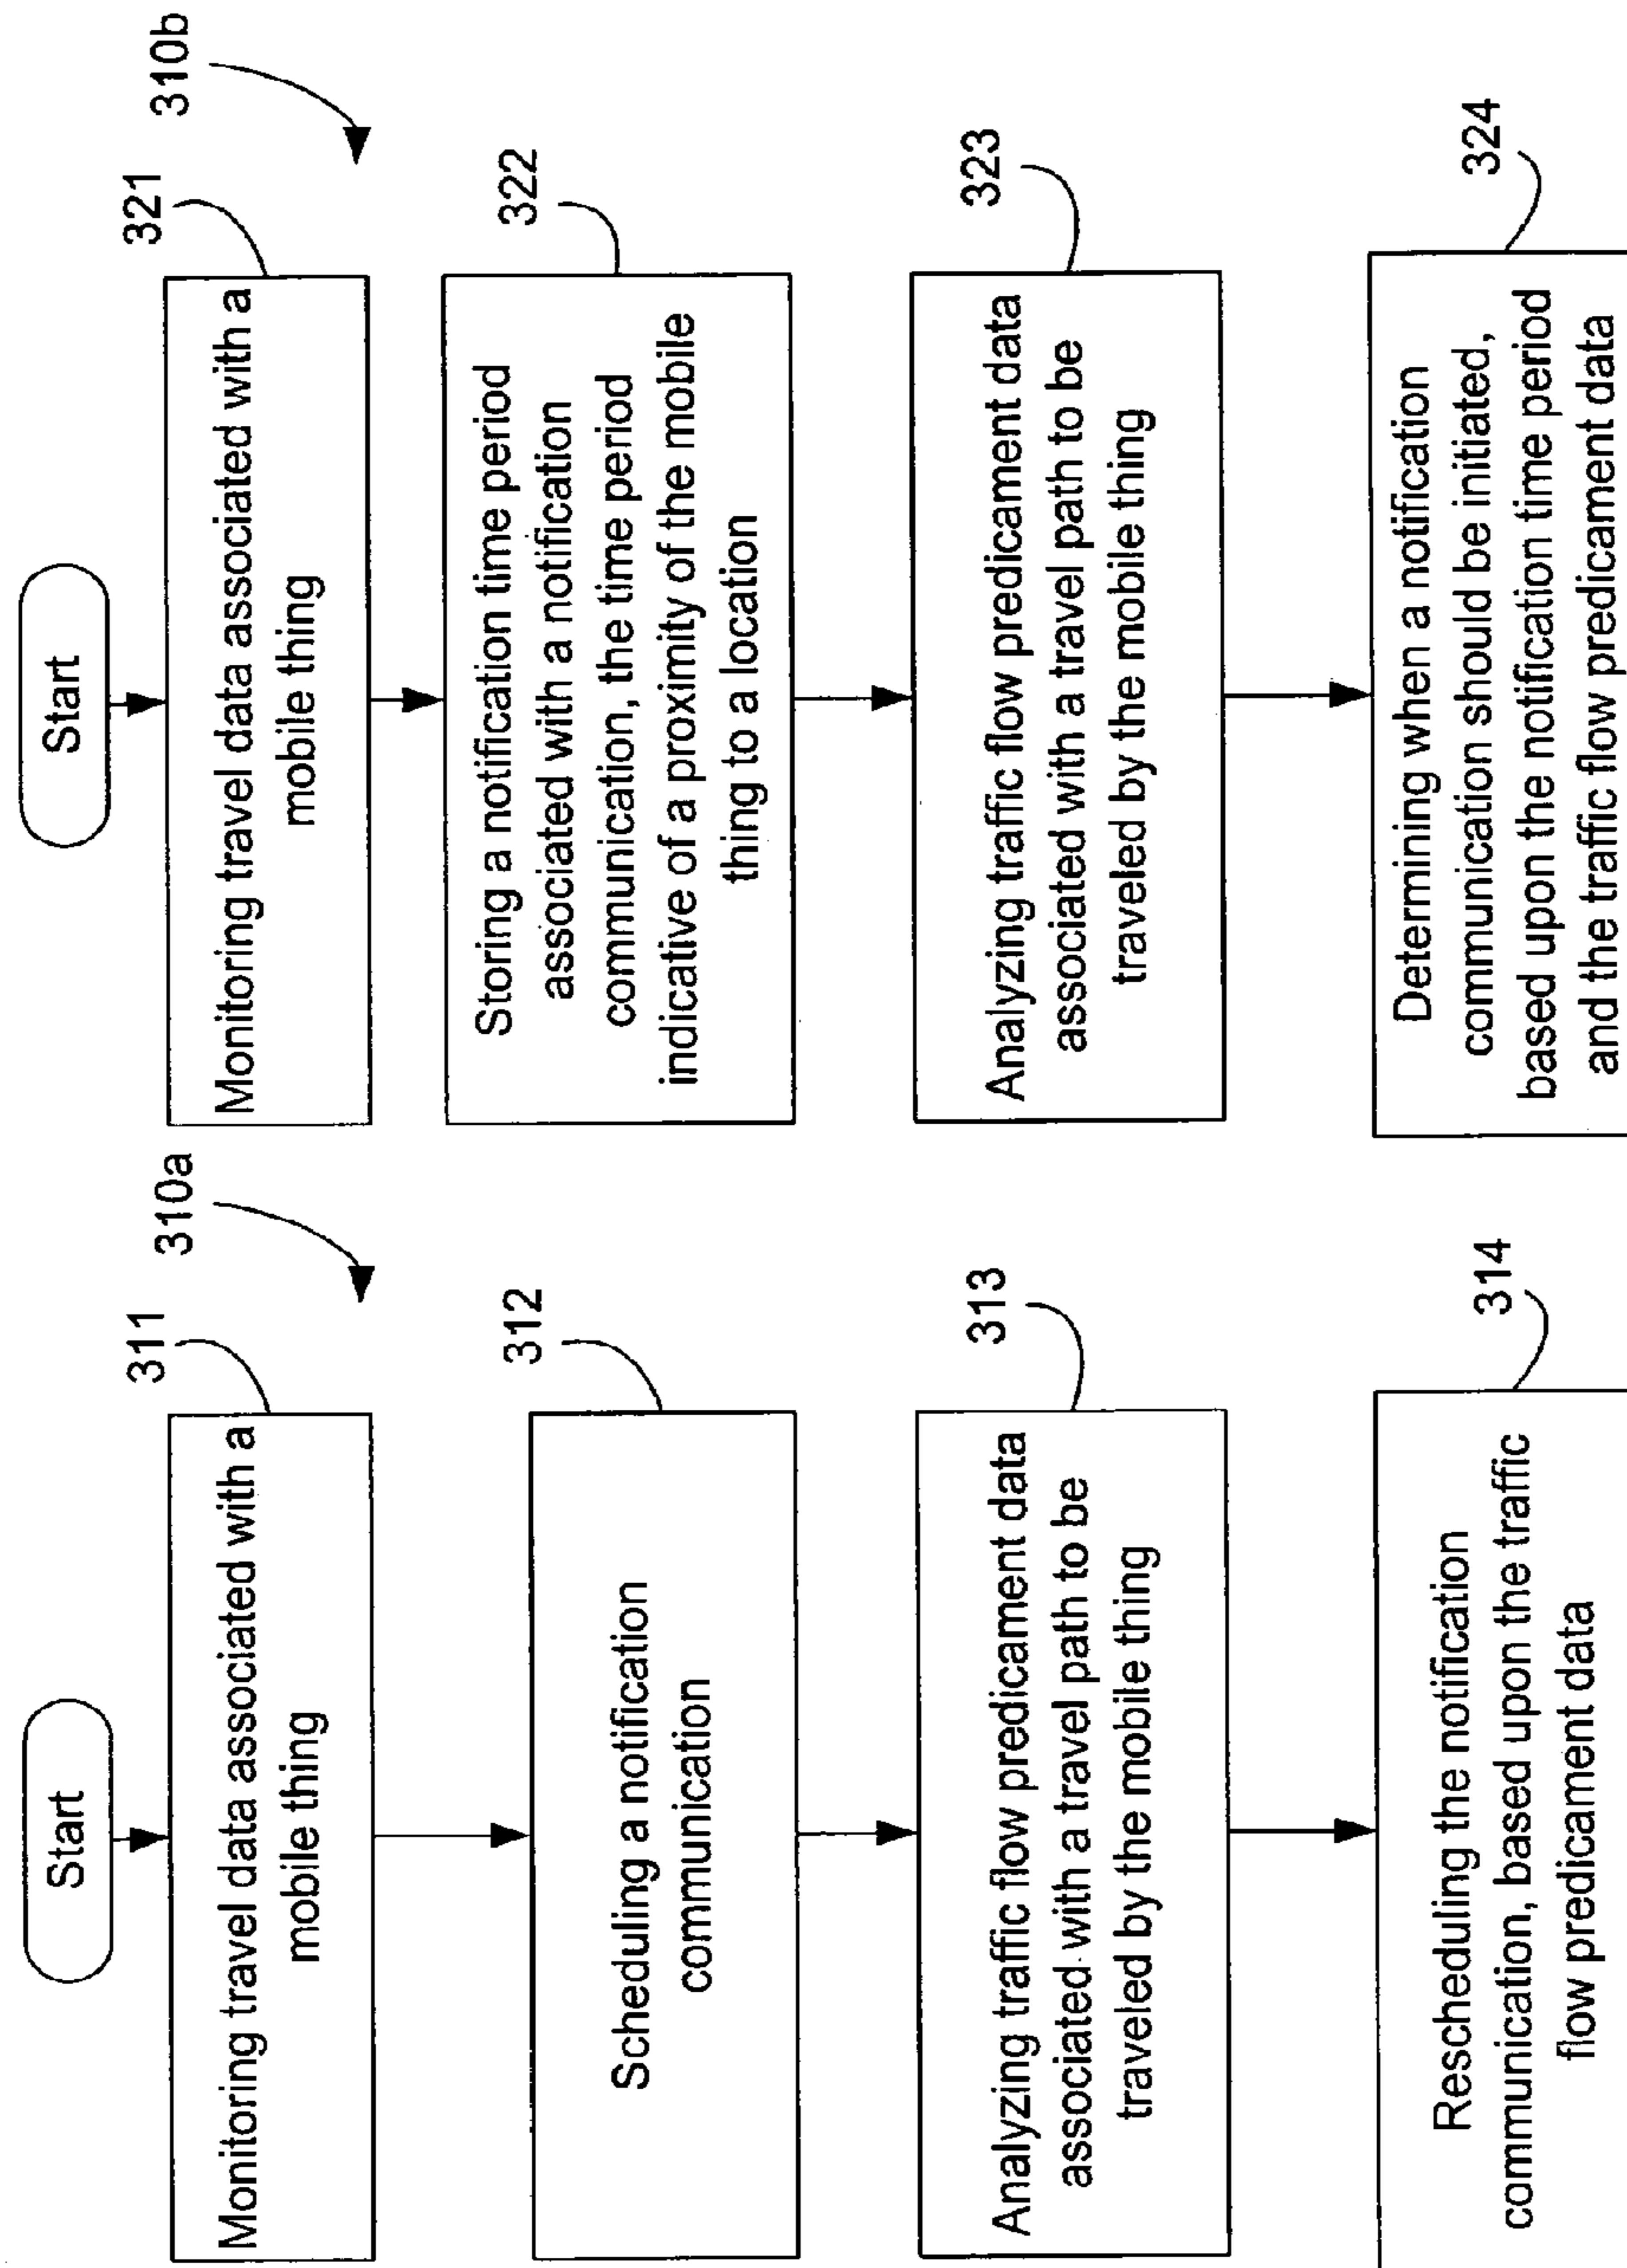 Start
310a
311
Monitoring travel data associated with a
mobile thing
312
Scheduling a notification
communication
313
Analyzing traffic flow predicament data
associated with a travel path to be
traveled by the mobile thing
314
Rescheduling the notification
communication, based upon the traffic
flow predicament data
Start
310b
321
Monitoring travel data associated with a
mobile thing
322
Storing a notification time period
associated with a notification
communication, the time period
indicative of a proximity of the mobile
thing to a location
323
Analyzing traffic flow predicament data
associated with a travel path to be
traveled by the mobile thing
324
Determining when a notification
communication should be initiated,
based upon the notification time period
and the traffic flow predicament data